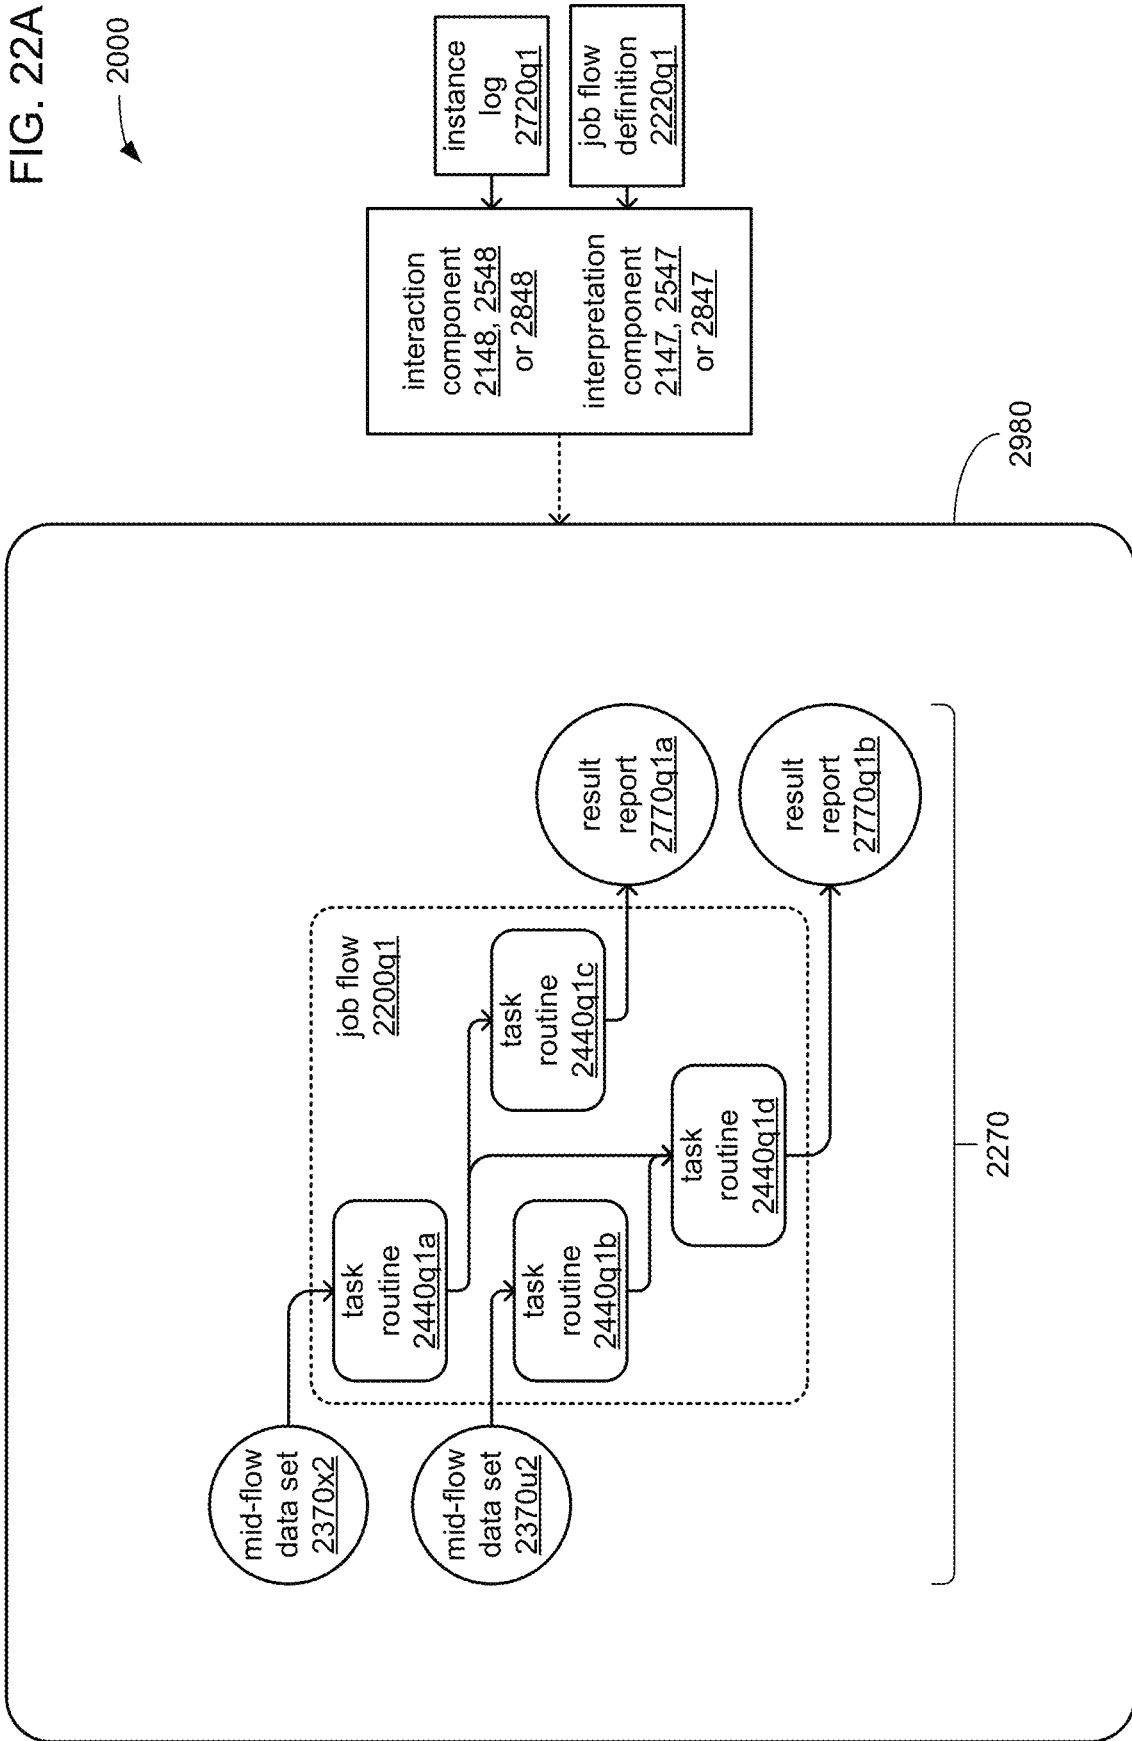 FIG. 22A
2000
instance
log
2720q1
job flow
definition
2220q1
interaction
component
2148, 2548
or 2848
interpretation
component
2147, 2547
or 2847
2980
mid-flow
data set
2370x2
mid-flow
data set
2370u2
job flow
2200q1
task
routine
2440q1a
task
routine
2440q1b
task
routine
2440q1c
task
routine
2440q1d
result
report
2770q1a
result
report
2770q1b
2270